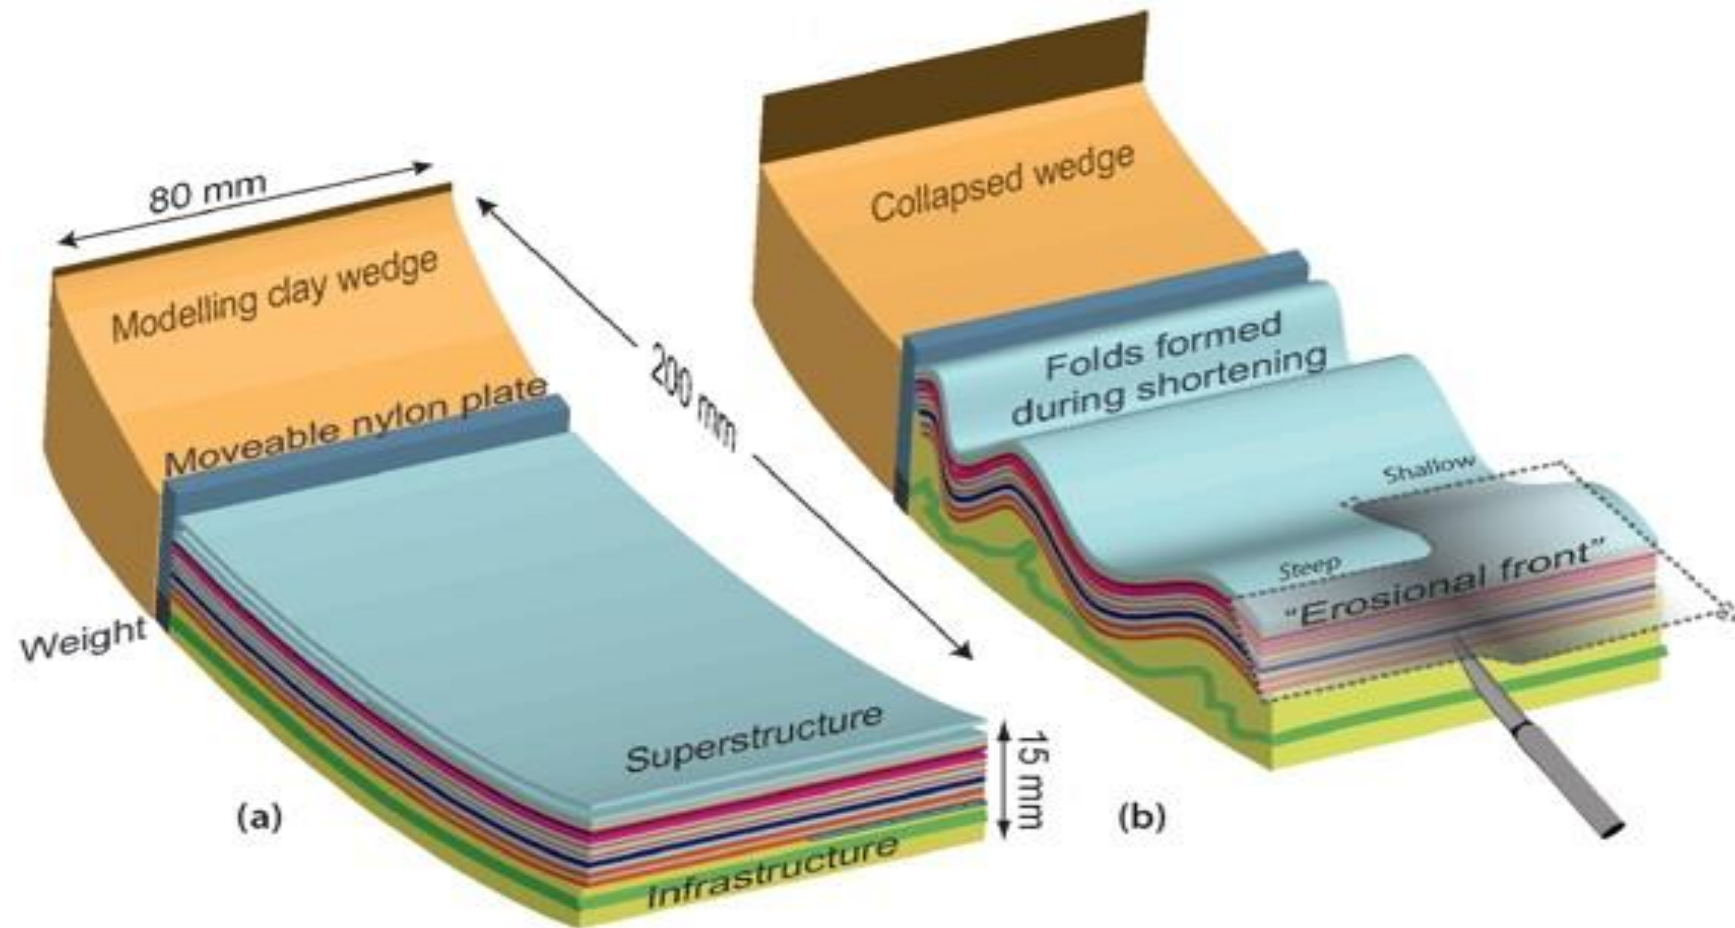 80 mm
Modelling clay wedge
Moveable nylon plate
Weight
200 mm
Superstructure
Infrastructure
15 mm
(a)
Collapsed wedge
Folds formed
during shortening
Shallow
Steep
"Erosional front"
(b)